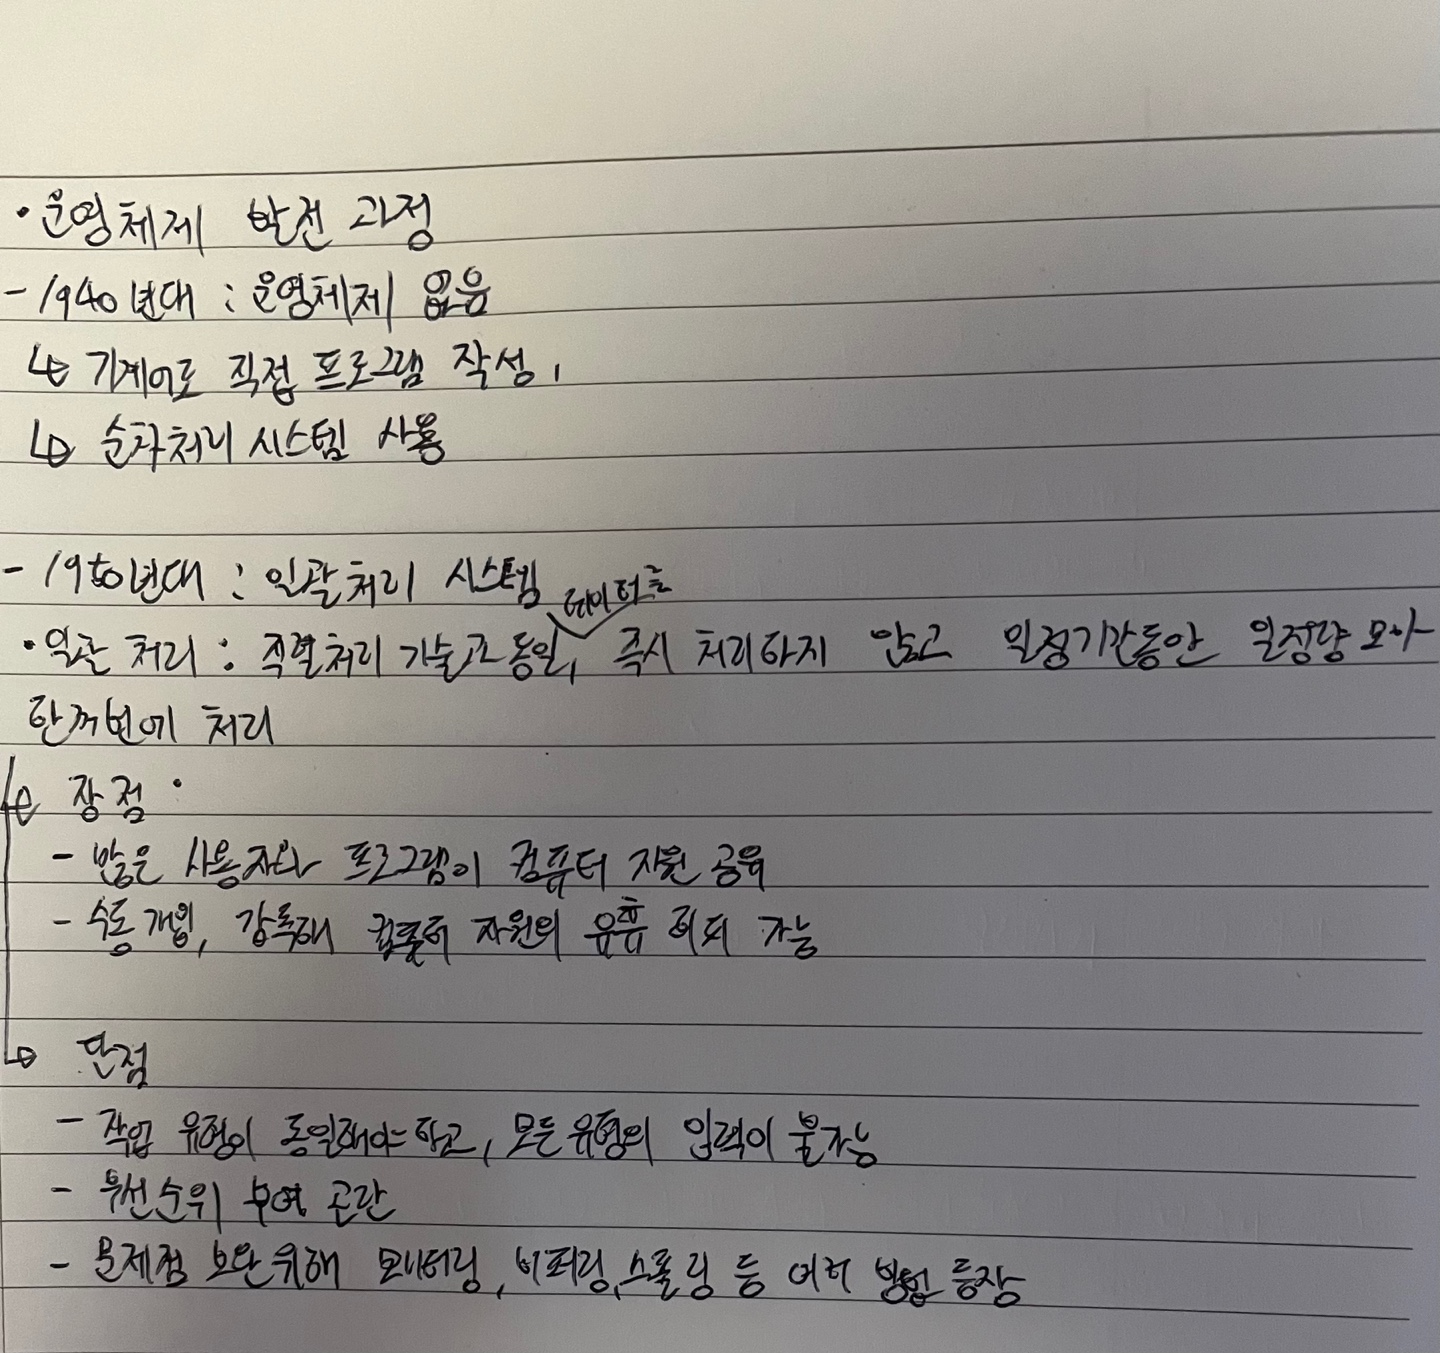 · 운영체제 발전 과정
- 1940년대 : 운영체제 없음
↳ 기계어로 직접 프로그램 작성,
↳ 순차처리 시스템 사용
- 1950년대 : 일괄처리 시스템
데이터를
· 일괄 처리 : 직렬처리 기술과 동일, 즉시 처리하지 않고 일정기간동안 일정량 모아
한꺼번에 처리
↳ 장점
- 많은 사용자와 프로그램이 컴퓨터 자원 공유
- 수동 개입, 감독해 컴퓨터 자원의 유휴 회피 가능
↳ 단점
- 작업 유형이 동일해야 하고, 모든 유형의 입력이 불가능
- 우선순위 부여 곤란
- 문제점 보완 위해 모니터링, 버퍼링, 스풀링 등 여러 방법 등장